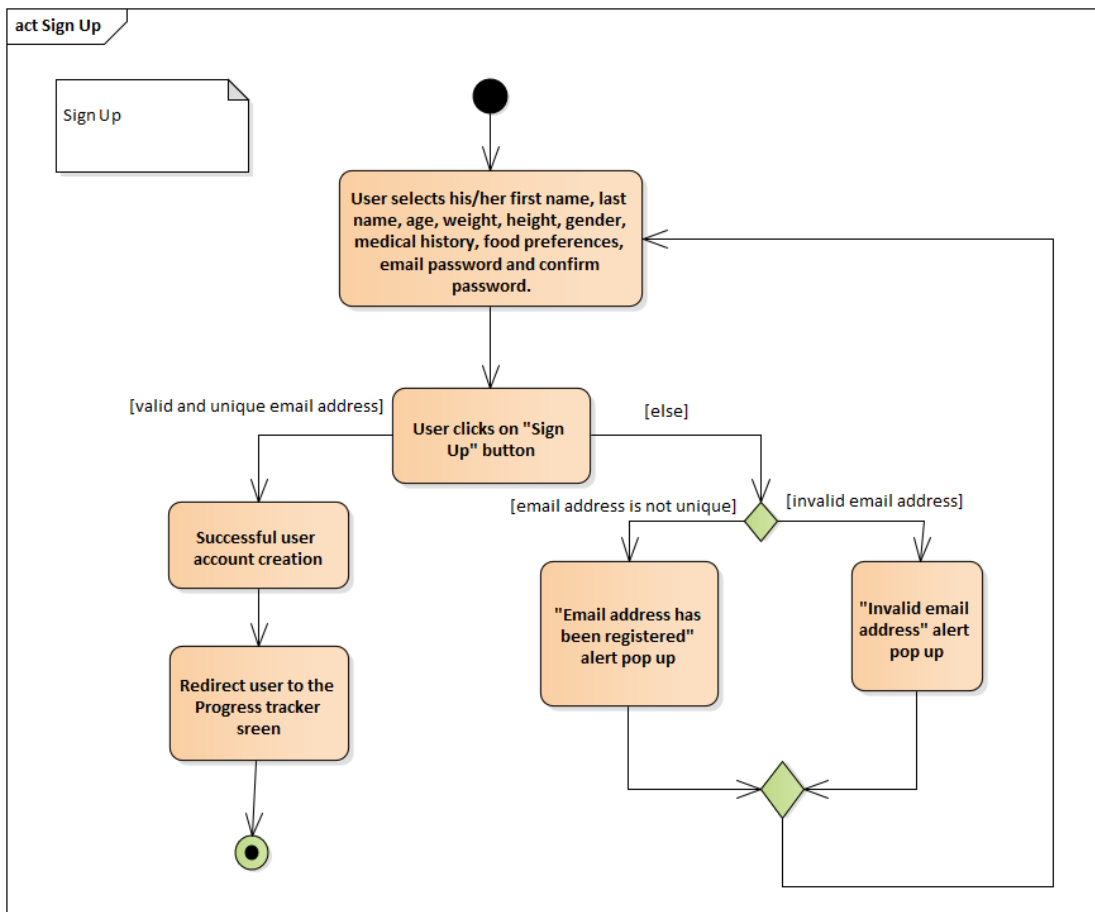 act Sign Up
Sign Up
User selects his/her first name, last
name, age, weight, height, gender,
medical history, food preferences,
email password and confirm
password.
[valid and unique email address]
[else]
User clicks on "Sign
Up" button
[email address is not unique]
[invalid email address]
Successful user
account creation
"Email address has
been registered"
alert pop up
"Invalid email
address" alert
pop up
Redirect user to the
Progress tracker
sreen